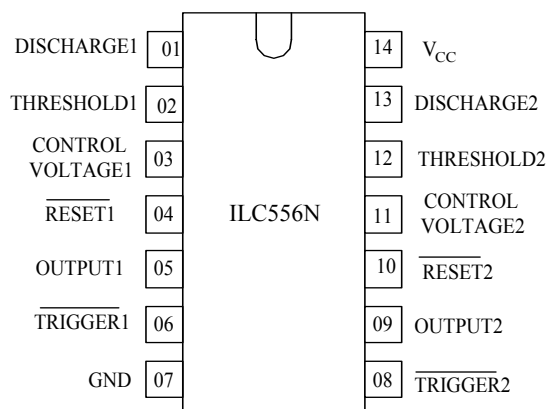 DISCHARGE1 01
THRESHOLD1 02
CONTROL
VOLTAGE1 03
RESET1 04
OUTPUT1 05
TRIGGER1 06
GND 07
ILC556N
14 VCC
13 DISCHARGE2
12 THRESHOLD2
11 CONTROL
VOLTAGE2
10 RESET2
09 OUTPUT2
08 TRIGGER2